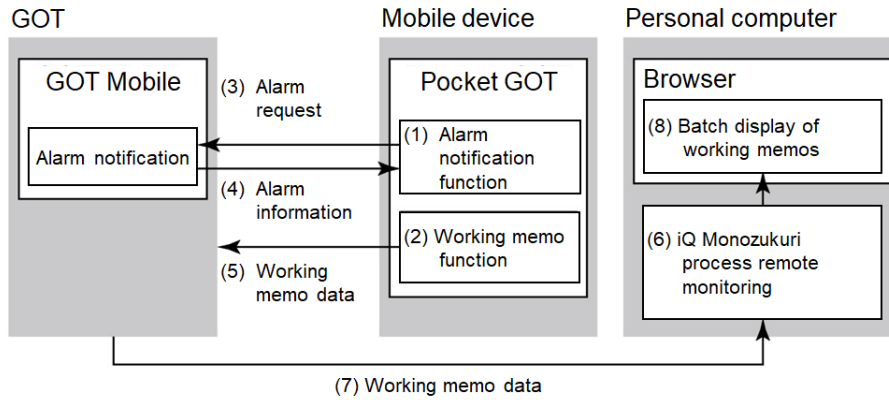 GOT
Mobile device
Personal computer
GOT Mobile
Alarm notification
(3) Alarm
request
(4) Alarm
information
(5) Working
memo data
Pocket GOT
(1) Alarm
notification
function
(2) Working memo
function
Browser
(8) Batch display of
working memos
(6) iQ Monozukuri
process remote
monitoring
(7) Working memo data